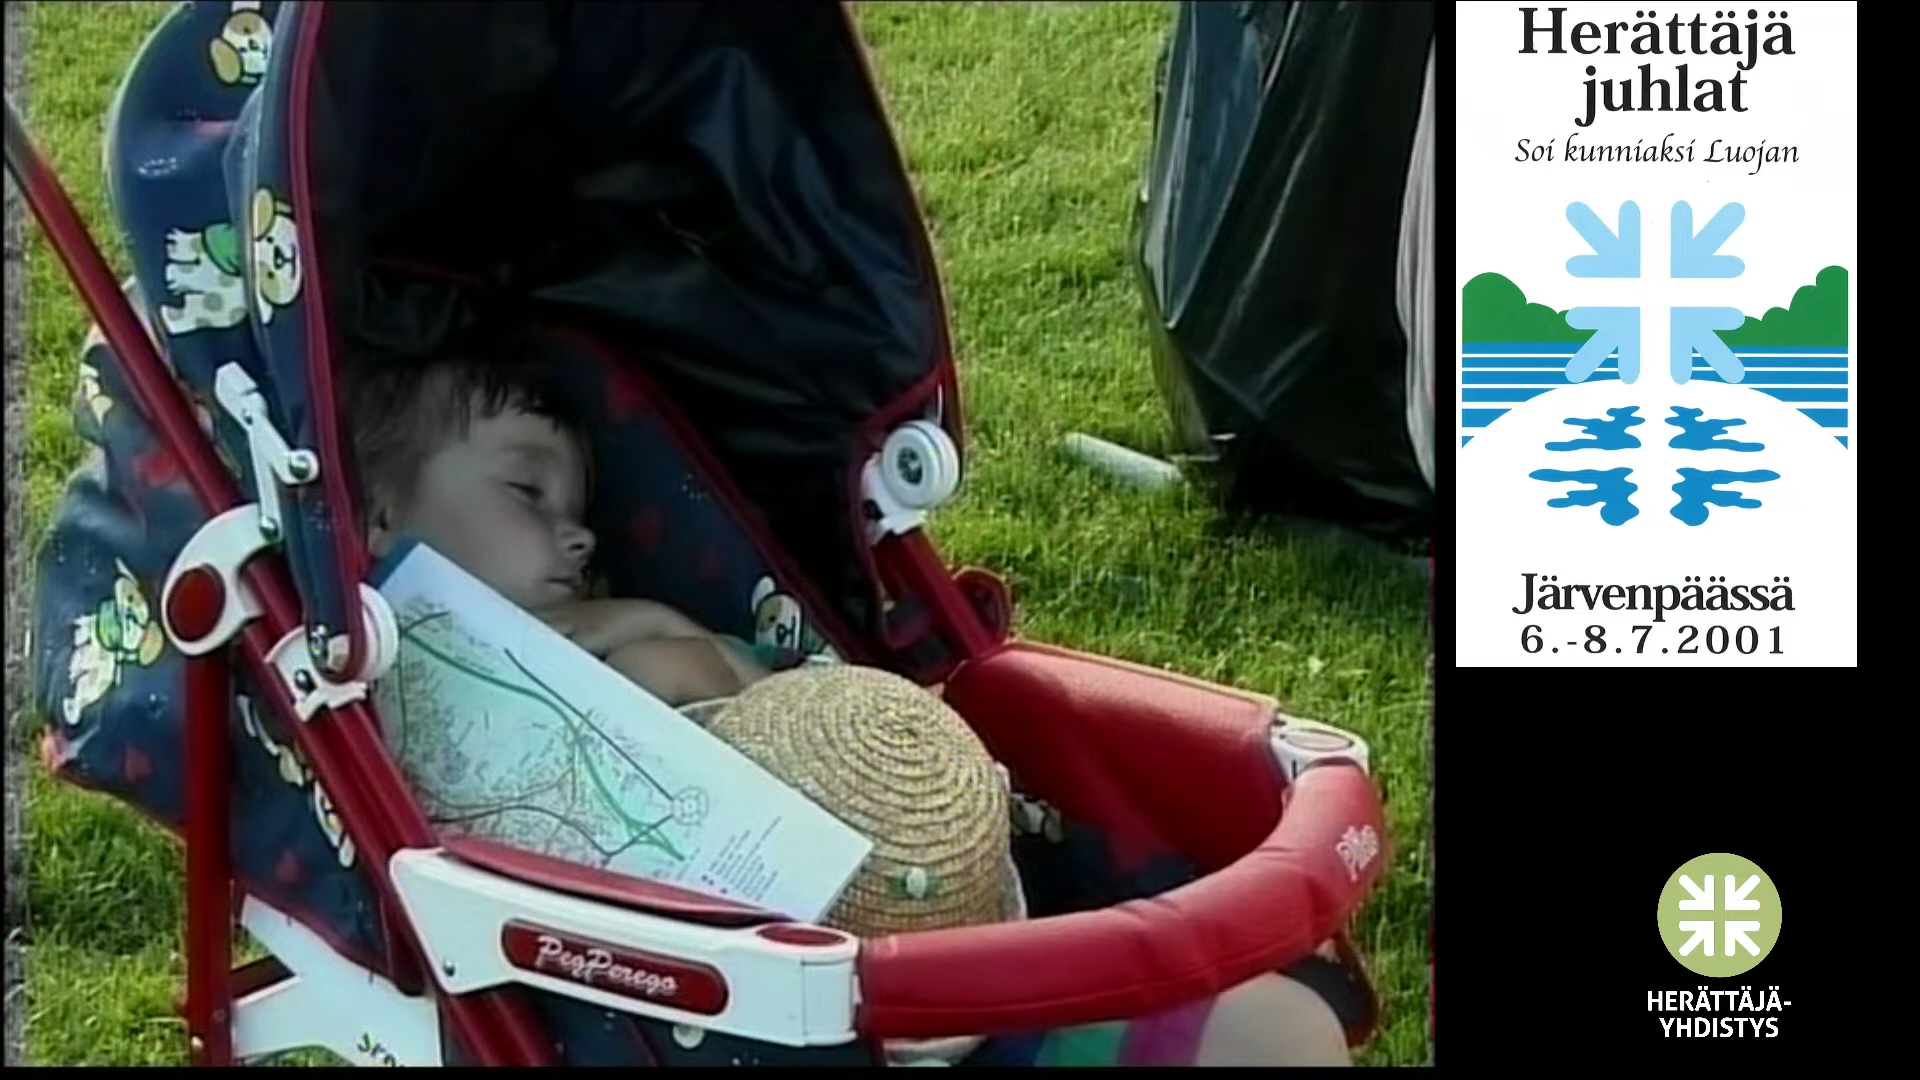 Herättäjä
juhlat
Soi kunniaksi Luojan
Järvenpäässä
6.-8.7.2001
PegPerego
HERÄTTÄJÄ-
YHDISTYS